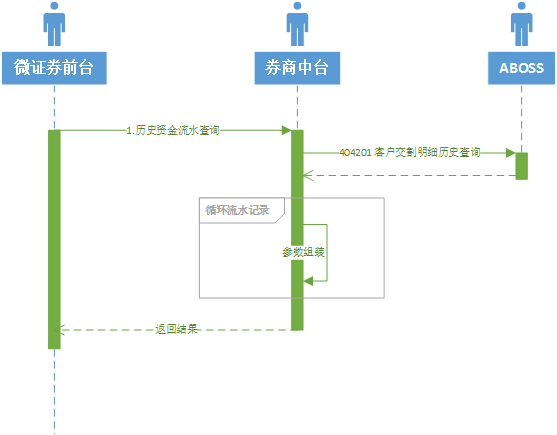 微证券前台
券商中台
ABOSS
1.历史资金流水查询
404201 客户交割明细历史查询
循环流水记录
参数组装
返回结果